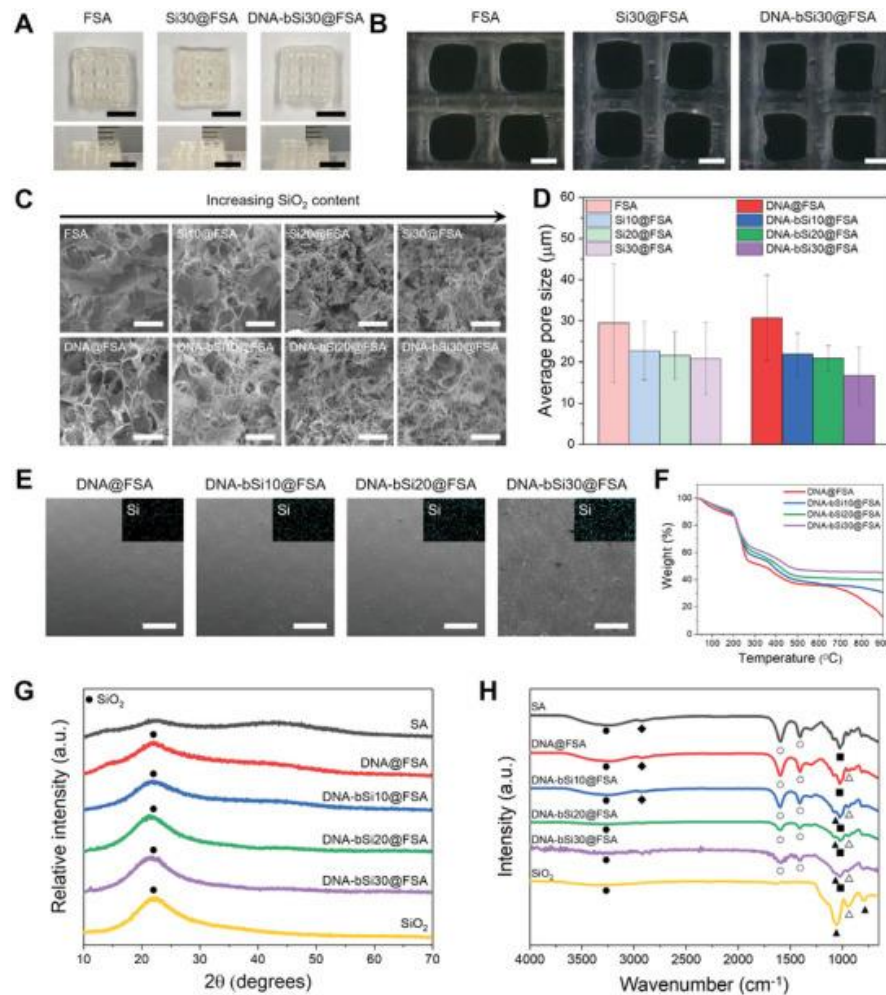 A
FSA Si30@FSA DNA-bSi30@FSA
B
FSA Si30@FSA DNA-bSi30@FSA
C
Increasing SiO2 content
FSA Si10@FSA Si20@FSA Si30@FSA
DNA@FSA DNA-bSi10@FSA DNA-bSi20@FSA DNA-bSi30@FSA
D
Average pore size (μm)
60
50
40
30
20
10
0
FSA DNA@FSA
Si10@FSA DNA-bSi10@FSA
Si20@FSA DNA-bSi20@FSA
Si30@FSA DNA-bSi30@FSA
E
DNA@FSA DNA-bSi10@FSA DNA-bSi20@FSA DNA-bSi30@FSA
Si Si Si Si
F
Weight (%)
100
80
60
40
20
0
DNA@FSA
DNA-bSi10@FSA
DNA-bSi20@FSA
DNA-bSi30@FSA
100 200 300 400 500 600 700 800 900
Temperature (ºC)
G
Relative intensity (a.u.)
SiO2
SA
DNA@FSA
DNA-bSi10@FSA
DNA-bSi20@FSA
DNA-bSi30@FSA
SiO2
10 20 30 40 50 60 70
2θ (degrees)
H
Intensity (a.u.)
SA
DNA@FSA
DNA-bSi10@FSA
DNA-bSi20@FSA
DNA-bSi30@FSA
SiO2
4000 3500 3000 2500 2000 1500 1000
Wavenumber (cm-1)